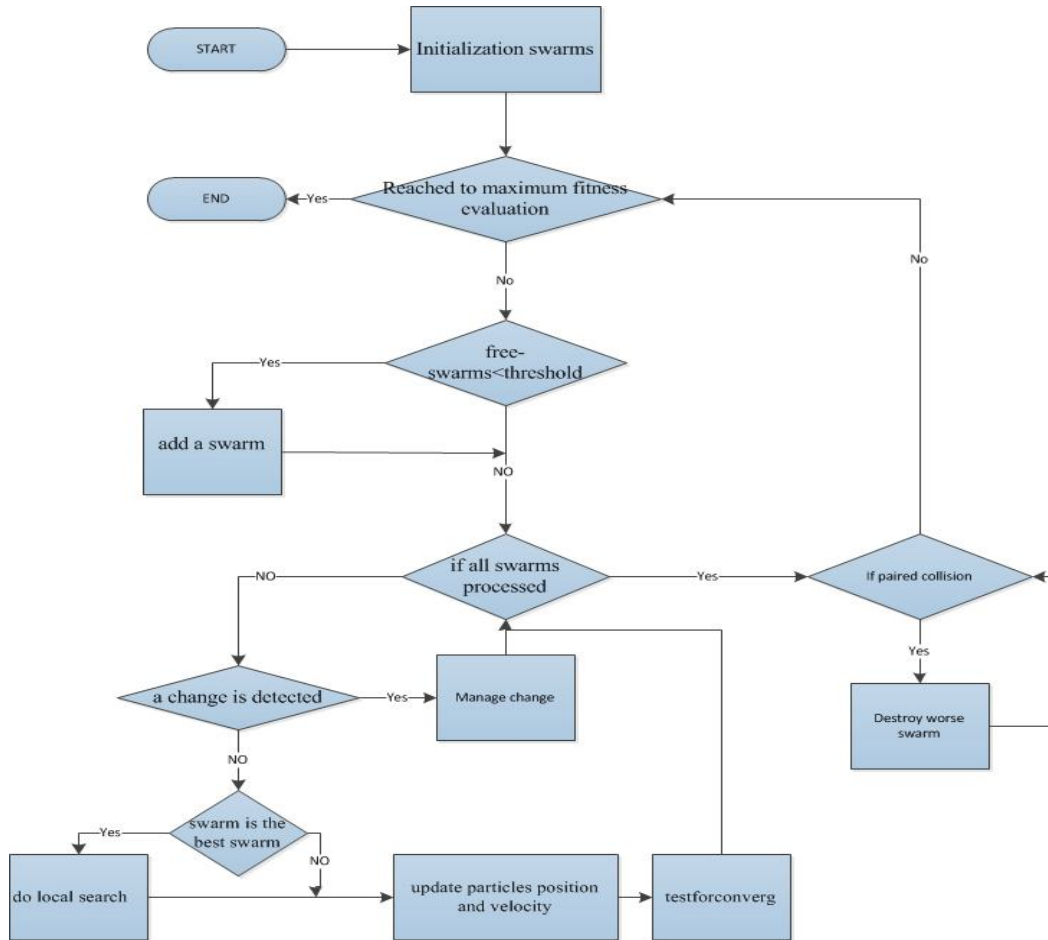 START
Initialization swarms
Reached to maximum fitness
evaluation
Yes
END
No
No
free-
swarms<threshold
Yes
add a swarm
NO
if all swarms
processed
NO
Yes
If paired collision
Yes
a change is detected
Yes
Manage change
Destroy worse
swarm
NO
swarm is the
best swarm
Yes
NO
do local search
update particles position
and velocity
testforconverg